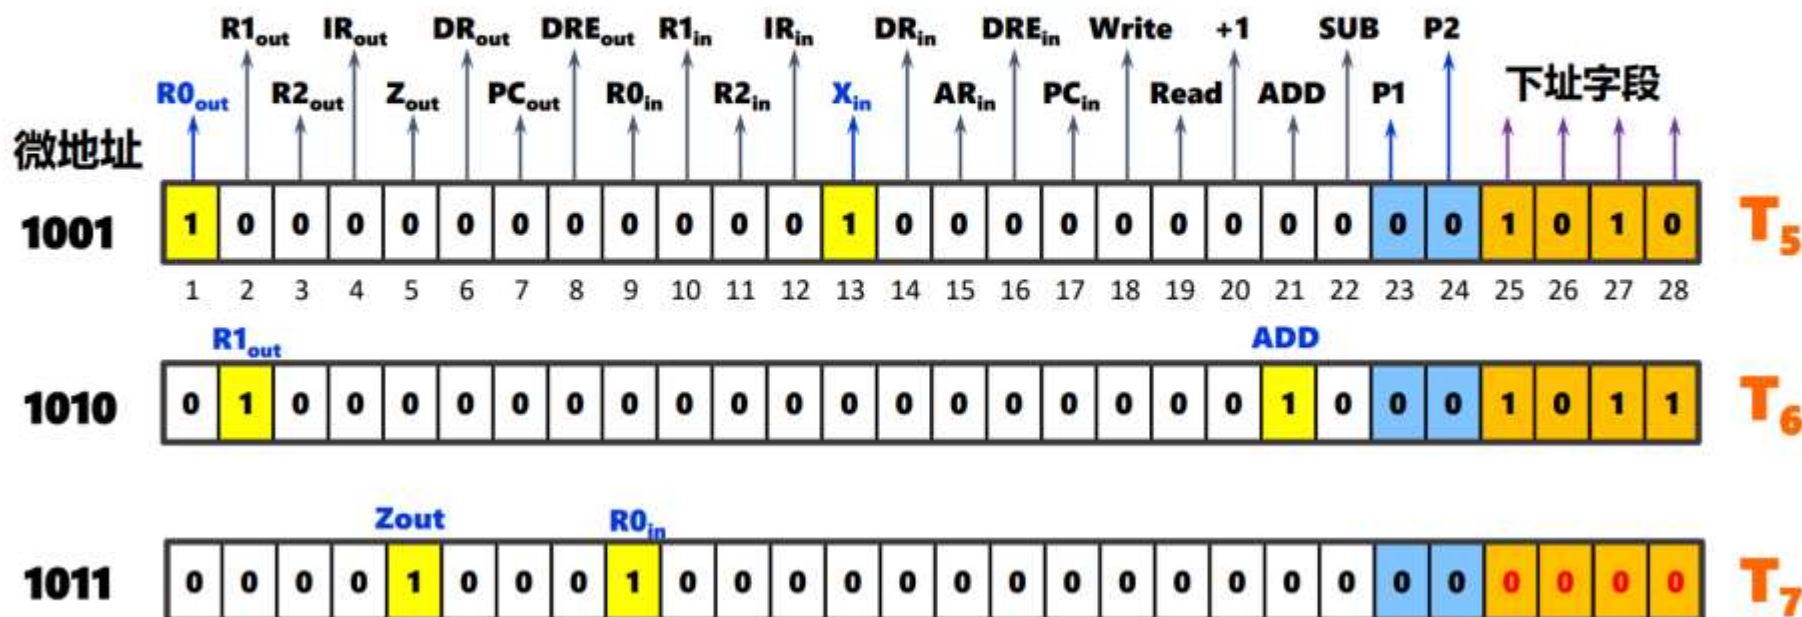 R1out IRout DRout DREout R1in IRin DRin DREin Write +1 SUB P2
R0out R2out Zout PCout R0in R2in Xin ARin PCin Read ADD P1 下址字段
微地址
1001 1 0 0 0 0 0 0 0 0 0 0 0 1 0 0 0 0 0 0 0 0 0 0 0 1 0 1 0 T5
1 2 3 4 5 6 7 8 9 10 11 12 13 14 15 16 17 18 19 20 21 22 23 24 25 26 27 28
R1out ADD
1010 0 1 0 0 0 0 0 0 0 0 0 0 0 0 0 0 0 0 0 0 1 0 0 0 1 0 1 1 T6
Zout R0in
1011 0 0 0 0 1 0 0 0 1 0 0 0 0 0 0 0 0 0 0 0 0 0 0 0 0 0 0 0 T7